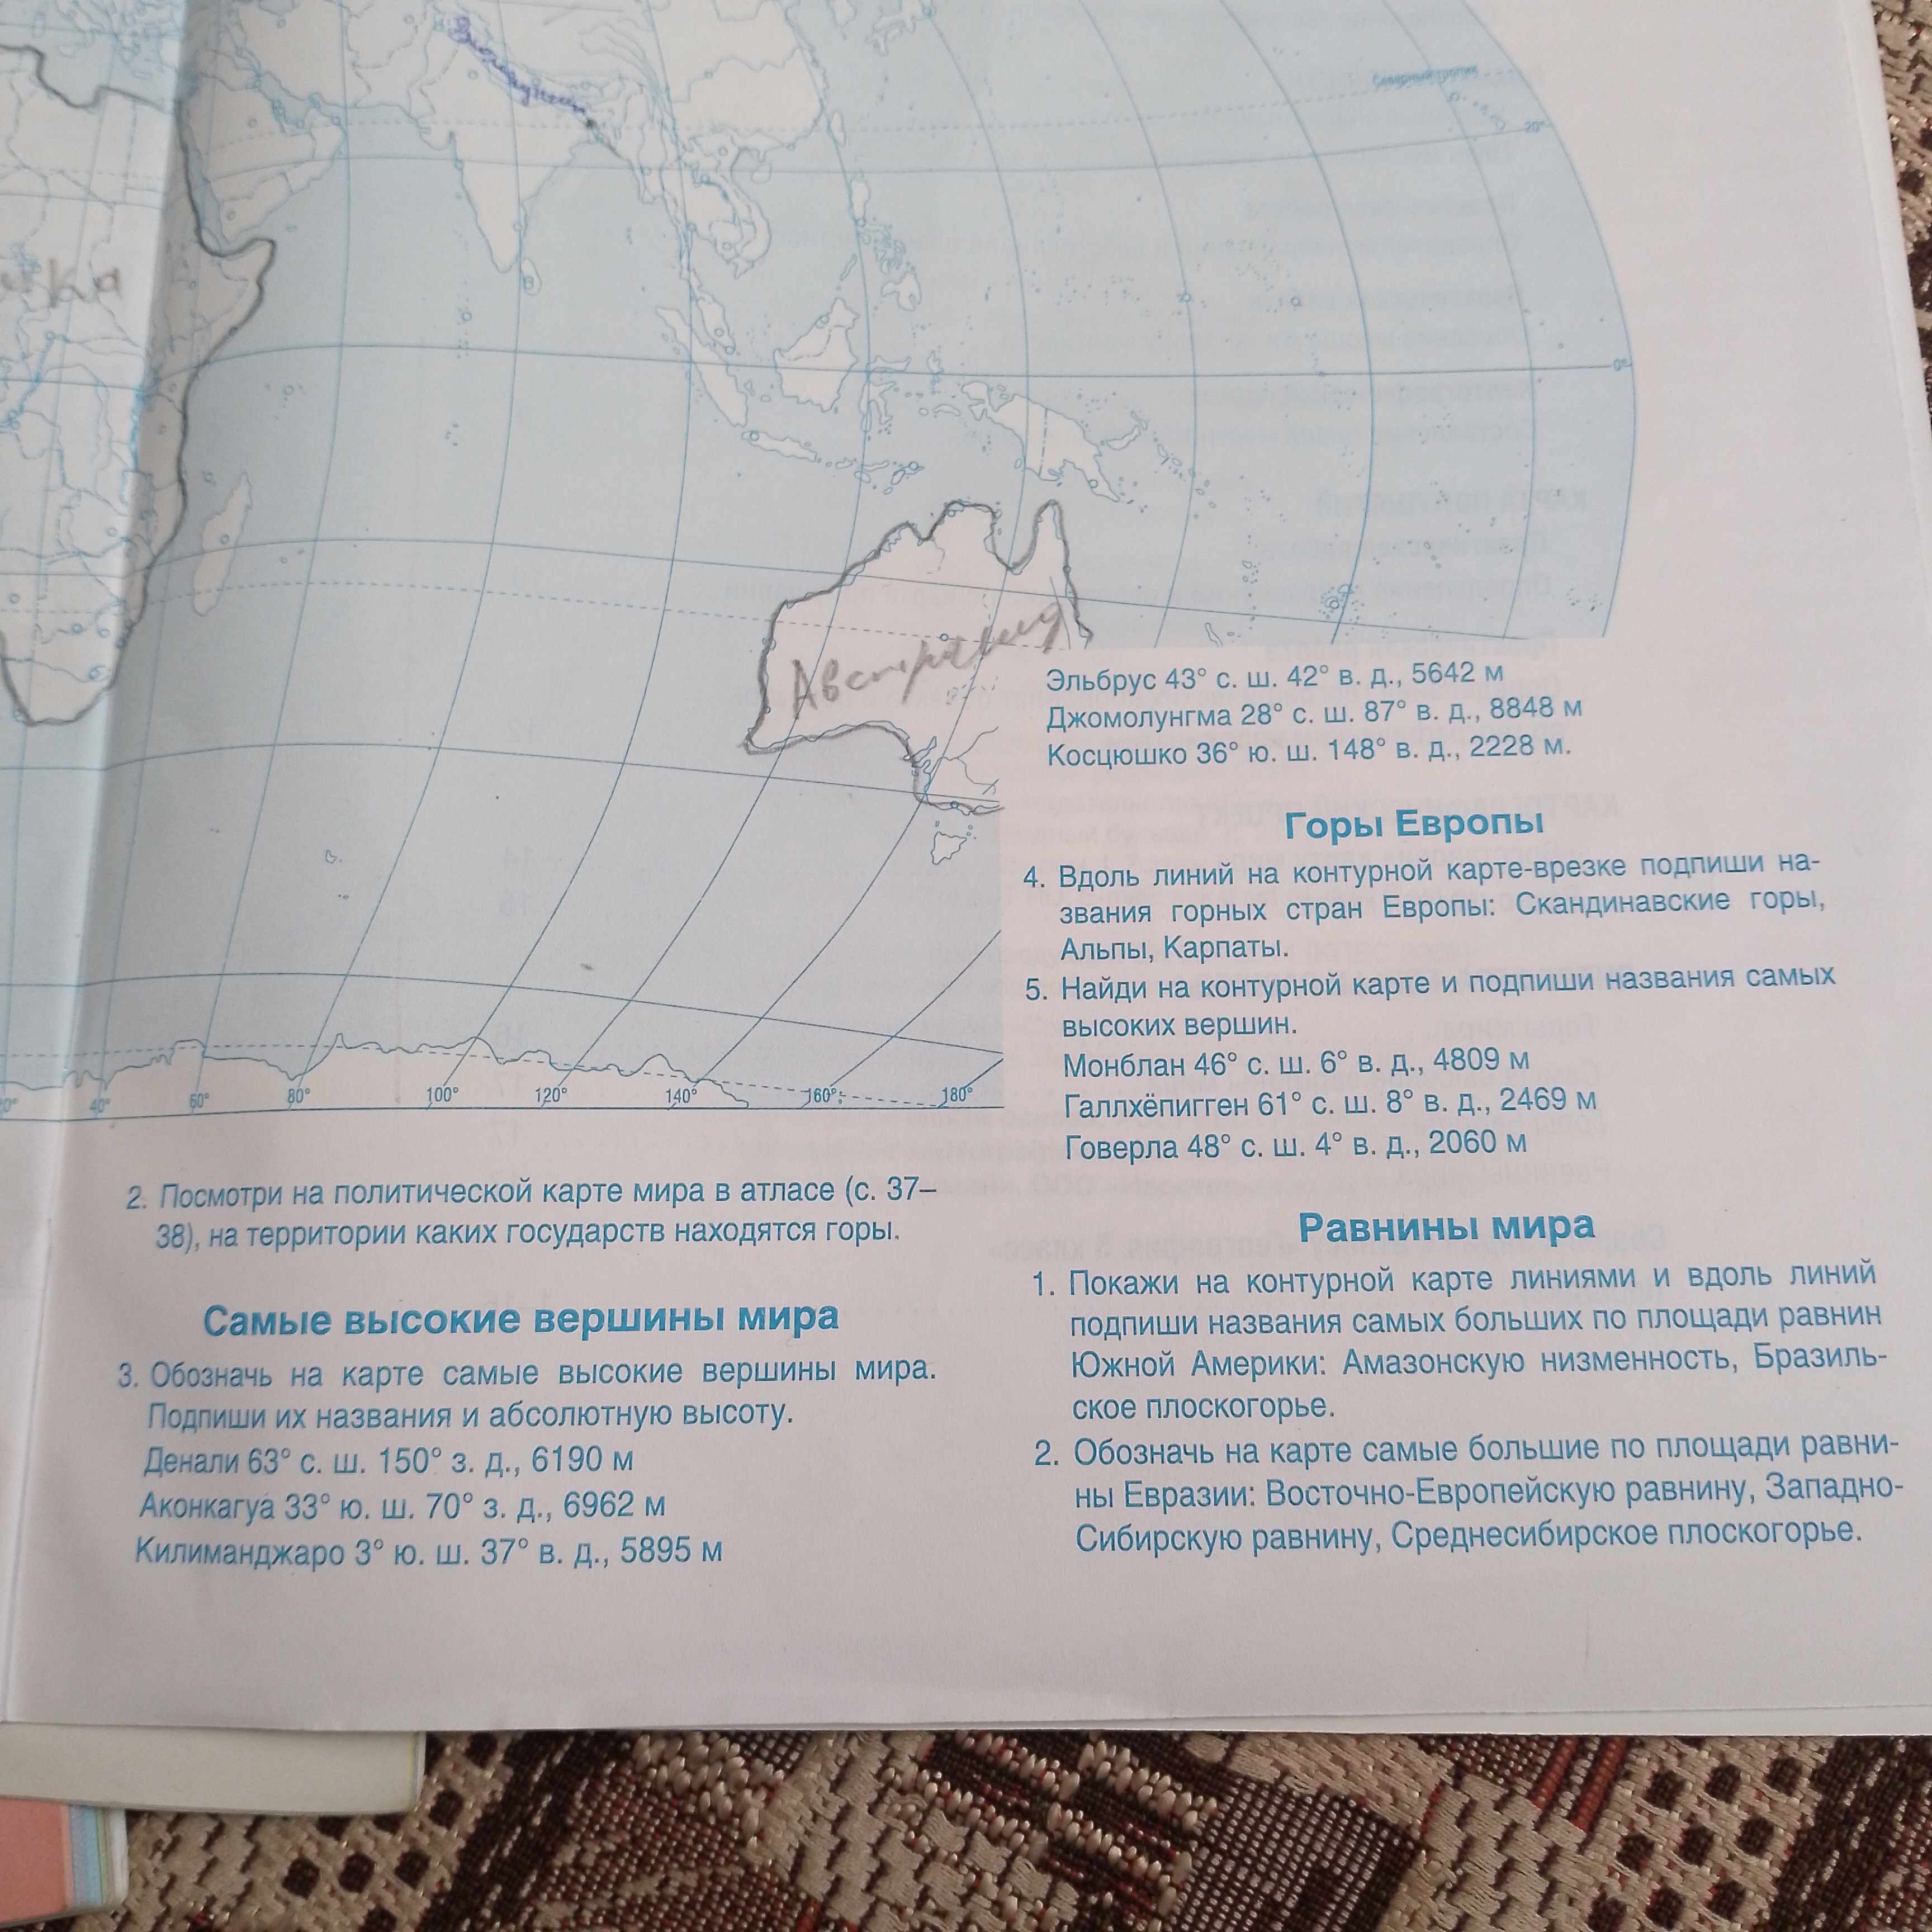 Гималаи
Северный тропик
20°
0°
Австралия
40°
60°
80°
100°
120°
140°
160°
180°
Эльбрус 43° с. ш. 42° в. д., 5642 м
Джомолунгма 28° с. ш. 87° в. д., 8848 м
Косцюшко 36° ю. ш. 148° в. д., 2228 м.
2. Посмотри на политической карте мира в атласе (с. 37–
38), на территории каких государств находятся горы.
Самые высокие вершины мира
3. Обозначь на карте самые высокие вершины мира.
Подпиши их названия и абсолютную высоту.
Денали 63° с. ш. 150° з. д., 6190 м
Аконкагуа 33° ю. ш. 70° з. д., 6962 м
Килиманджаро 3° ю. ш. 37° в. д., 5895 м
Горы Европы
4. Вдоль линий на контурной карте-врезке подпиши на-
звания горных стран Европы: Скандинавские горы,
Альпы, Карпаты.
5. Найди на контурной карте и подпиши названия самых
высоких вершин.
Монблан 46° с. ш. 6° в. д., 4809 м
Галлхёпигген 61° с. ш. 8° в. д., 2469 м
Говерла 48° с. ш. 4° в. д., 2060 м
Равнины мира
1. Покажи на контурной карте линиями и вдоль линий
подпиши названия самых больших по площади равнин
Южной Америки: Амазонскую низменность, Бразиль-
ское плоскогорье.
2. Обозначь на карте самые большие по площади равни-
ны Евразии: Восточно-Европейскую равнину, Западно-
Сибирскую равнину, Среднесибирское плоскогорье.